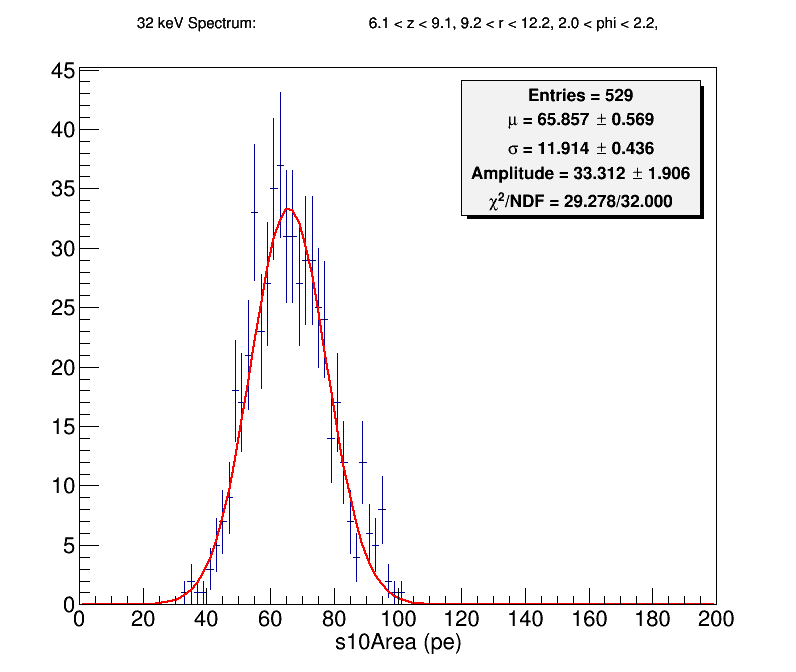 32 keV Spectrum: 6.1 < z < 9.1, 9.2 < r < 12.2, 2.0 < phi < 2.2,
Entries = 529
μ = 65.857 ± 0.569
σ = 11.914 ± 0.436
Amplitude = 33.312 ± 1.906
χ²/NDF = 29.278/32.000
45
40
35
30
25
20
15
10
5
0
0 20 40 60 80 100 120 140 160 180 200
s10Area (pe)